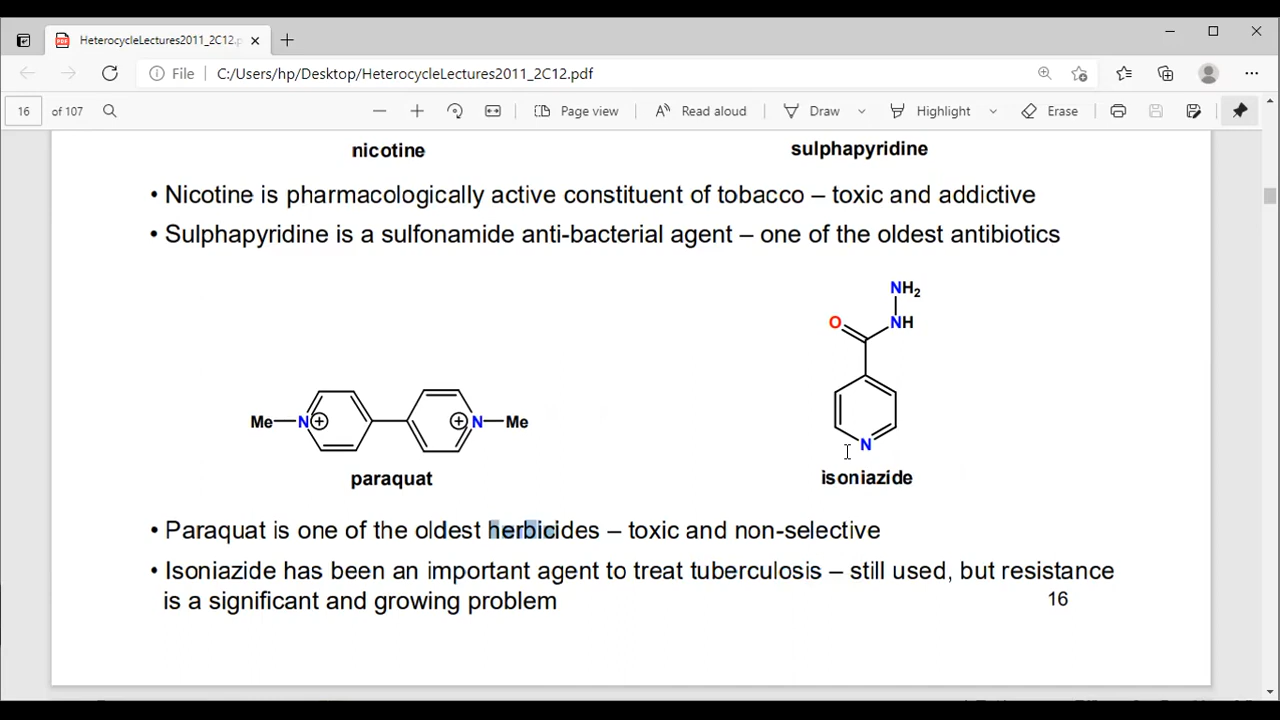 HeterocycleLectures2011_2C12.p
File C:/Users/hp/Desktop/HeterocycleLectures2011_2C12.pdf
16 of 107 Page view Read aloud Draw Highlight Erase
nicotine sulphapyridine
• Nicotine is pharmacologically active constituent of tobacco – toxic and addictive
• Sulphapyridine is a sulfonamide anti-bacterial agent – one of the oldest antibiotics
NH2
O NH
Me N + + N Me
N
paraquat isoniazide
• Paraquat is one of the oldest herbicides – toxic and non-selective
• Isoniazide has been an important agent to treat tuberculosis – still used, but resistance
is a significant and growing problem
16